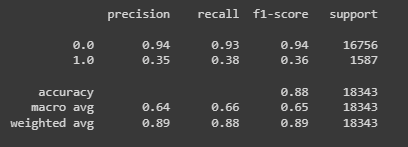 precision recall f1-score support
0.0 0.94 0.93 0.94 16756
1.0 0.35 0.38 0.36 1587
accuracy 0.88 18343
macro avg 0.64 0.66 0.65 18343
weighted avg 0.89 0.88 0.89 18343